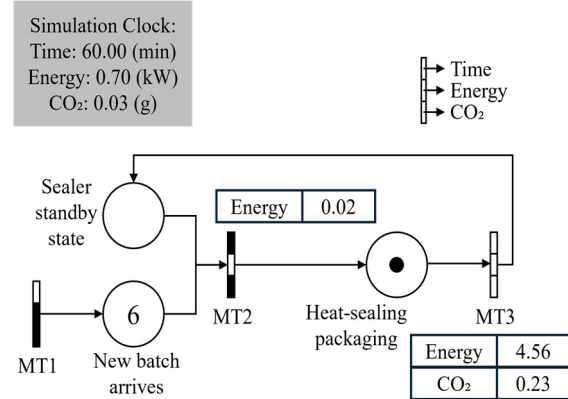 Simulation Clock:
Time: 60.00 (min)
Energy: 0.70 (kW)
CO₂: 0.03 (g)
Time
Energy
CO₂
Sealer
standby
state
Energy 0.02
6
MT1
New batch
arrives
MT2
Heat-sealing
packaging
MT3
Energy 4.56
CO₂ 0.23